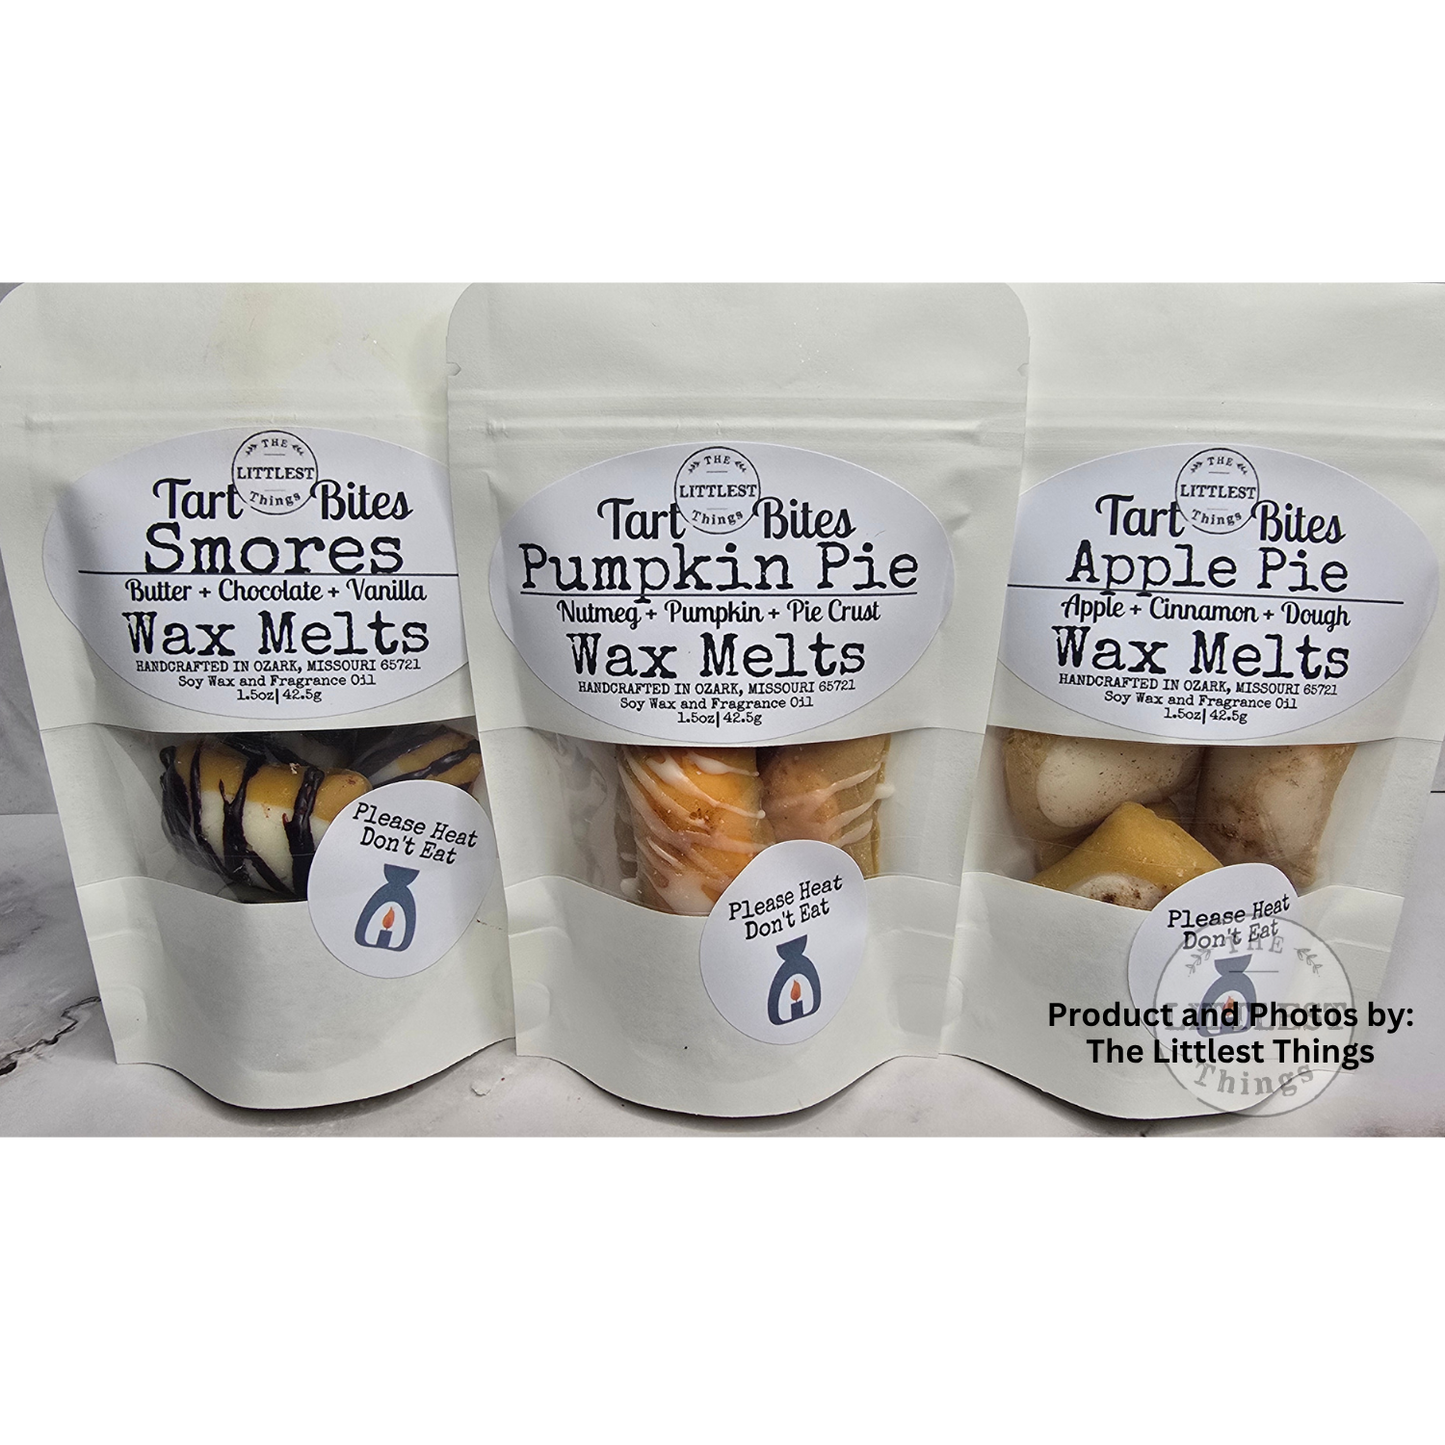 THE
LITTLEST
Things
Tart Bites
Smores
Butter + Chocolate + Vanilla
Wax Melts
HANDCRAFTED IN OZARK, MISSOURI 65721
Soy Wax and Fragrance Oil
1.5oz| 42.5g
Please Heat
Don't Eat
THE
LITTLEST
Things
Tart Bites
Pumpkin Pie
Nutmeg + Pumpkin + Pie Crust
Wax Melts
HANDCRAFTED IN OZARK, MISSOURI 65721
Soy Wax and Fragrance Oil
1.5oz| 42.5g
Please Heat
Don't Eat
THE
LITTLEST
Things
Tart Bites
Apple Pie
Apple + Cinnamon + Dough
Wax Melts
HANDCRAFTED IN OZARK, MISSOURI 65721
Soy Wax and Fragrance Oil
1.5oz| 42.5g
Please Heat
Don't Eat
THE
LITTLEST
Things
Product and Photos by:
The Littlest Things